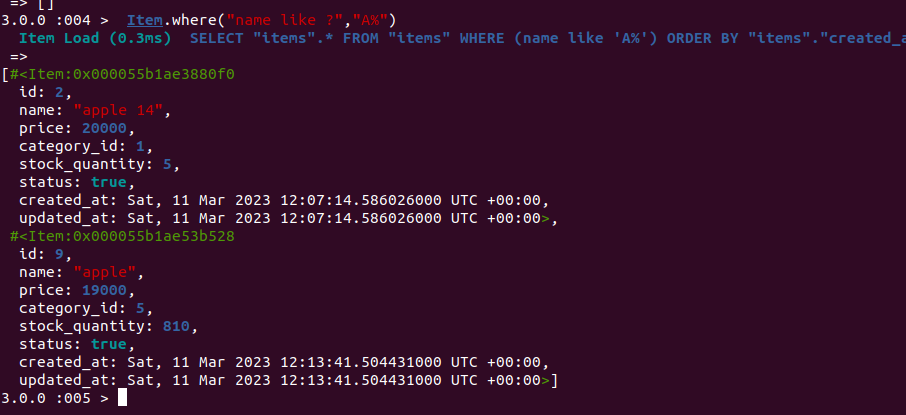 => []
3.0.0 :004 > Item.where("name like ?","A%")
Item Load (0.3ms) SELECT "items".* FROM "items" WHERE (name like 'A%') ORDER BY "items"."created_a
=>
[#<Item:0x000055b1ae3880f0
id: 2,
name: "apple 14",
price: 20000,
category_id: 1,
stock_quantity: 5,
status: true,
created_at: Sat, 11 Mar 2023 12:07:14.586026000 UTC +00:00,
updated_at: Sat, 11 Mar 2023 12:07:14.586026000 UTC +00:00>,
#<Item:0x000055b1ae53b528
id: 9,
name: "apple",
price: 19000,
category_id: 5,
stock_quantity: 810,
status: true,
created_at: Sat, 11 Mar 2023 12:13:41.504431000 UTC +00:00,
updated_at: Sat, 11 Mar 2023 12:13:41.504431000 UTC +00:00>]
3.0.0 :005 >